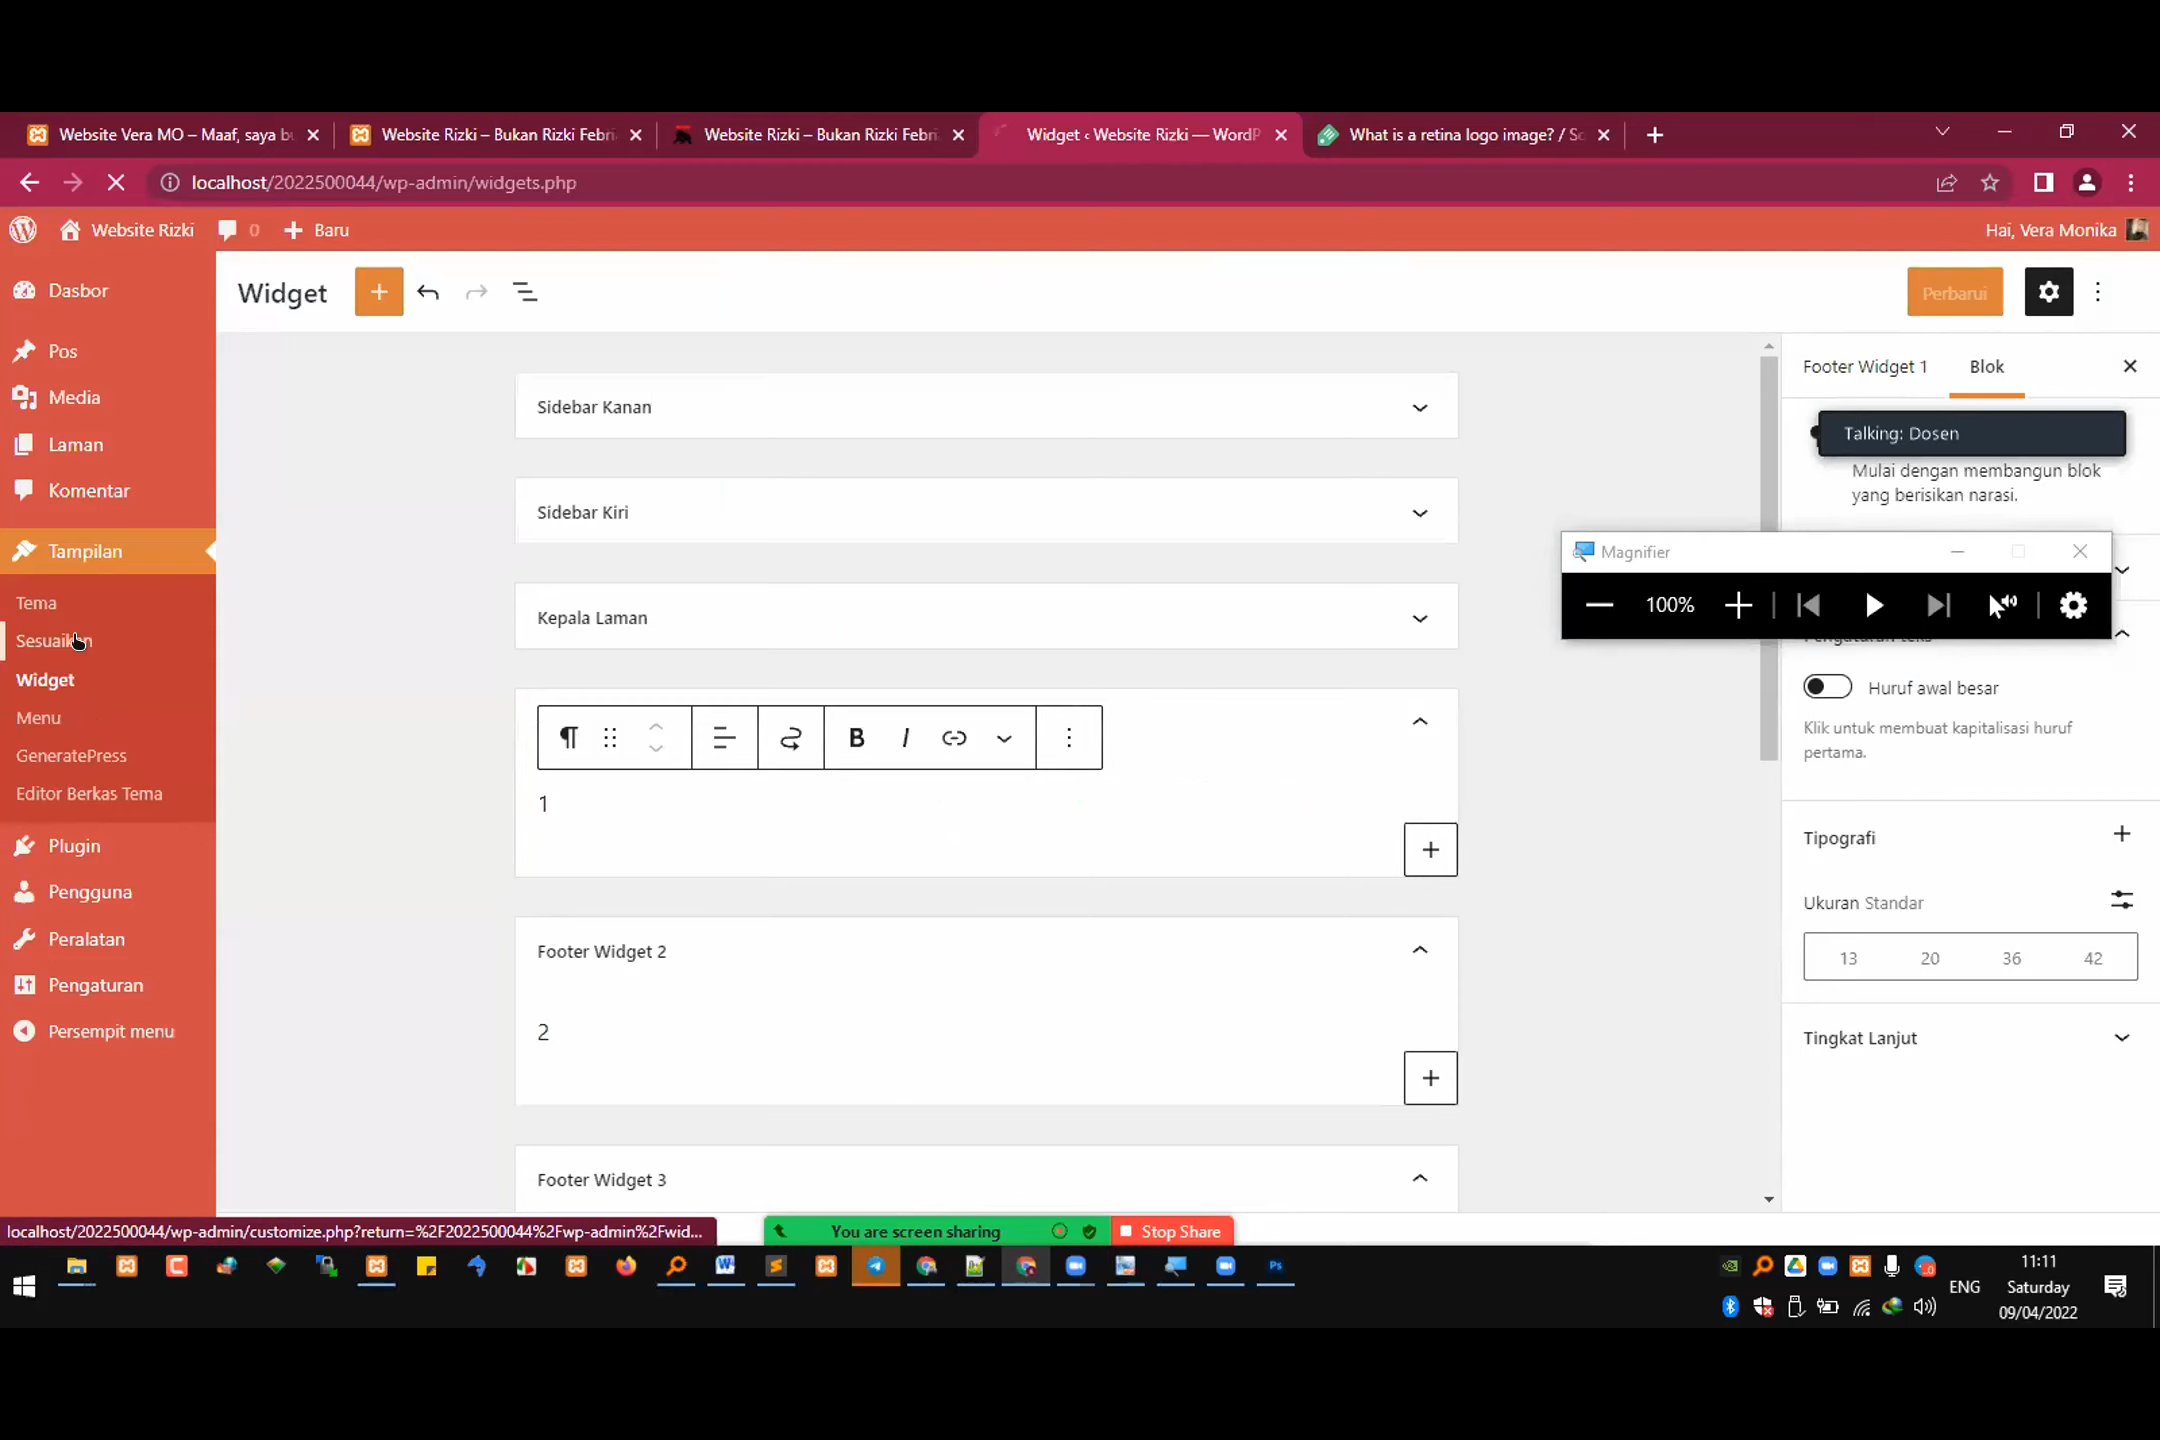 Website Vera MO – Maaf, saya b
Website Rizki – Bukan Rizki Febri
Website Rizki – Bukan Rizki Febri
Widget ‹ Website Rizki — WordP
What is a retina logo image? / Sc
localhost/2022500044/wp-admin/widgets.php
Website Rizki
0
Baru
Hai, Vera Monika
Dasbor
Pos
Media
Laman
Komentar
Tampilan
Tema
Sesuaikan
Widget
Menu
GeneratePress
Editor Berkas Tema
Plugin
Pengguna
Peralatan
Pengaturan
Persempit menu
Widget
Perbarui
Sidebar Kanan
Sidebar Kiri
Kepala Laman
B I
1
Footer Widget 2
2
Footer Widget 3
Footer Widget 1
Blok
Talking: Dosen
Mulai dengan membangun blok
yang berisikan narasi.
Magnifier
100%
Pengaturan teks
Huruf awal besar
Klik untuk membuat kapitalisasi huruf
pertama.
Tipografi
Ukuran Standar
13 20 36 42
Tingkat Lanjut
localhost/2022500044/wp-admin/customize.php?return=%2F2022500044%2Fwp-admin%2Fwid...
You are screen sharing
Stop Share
ENG
11:11
Saturday
09/04/2022